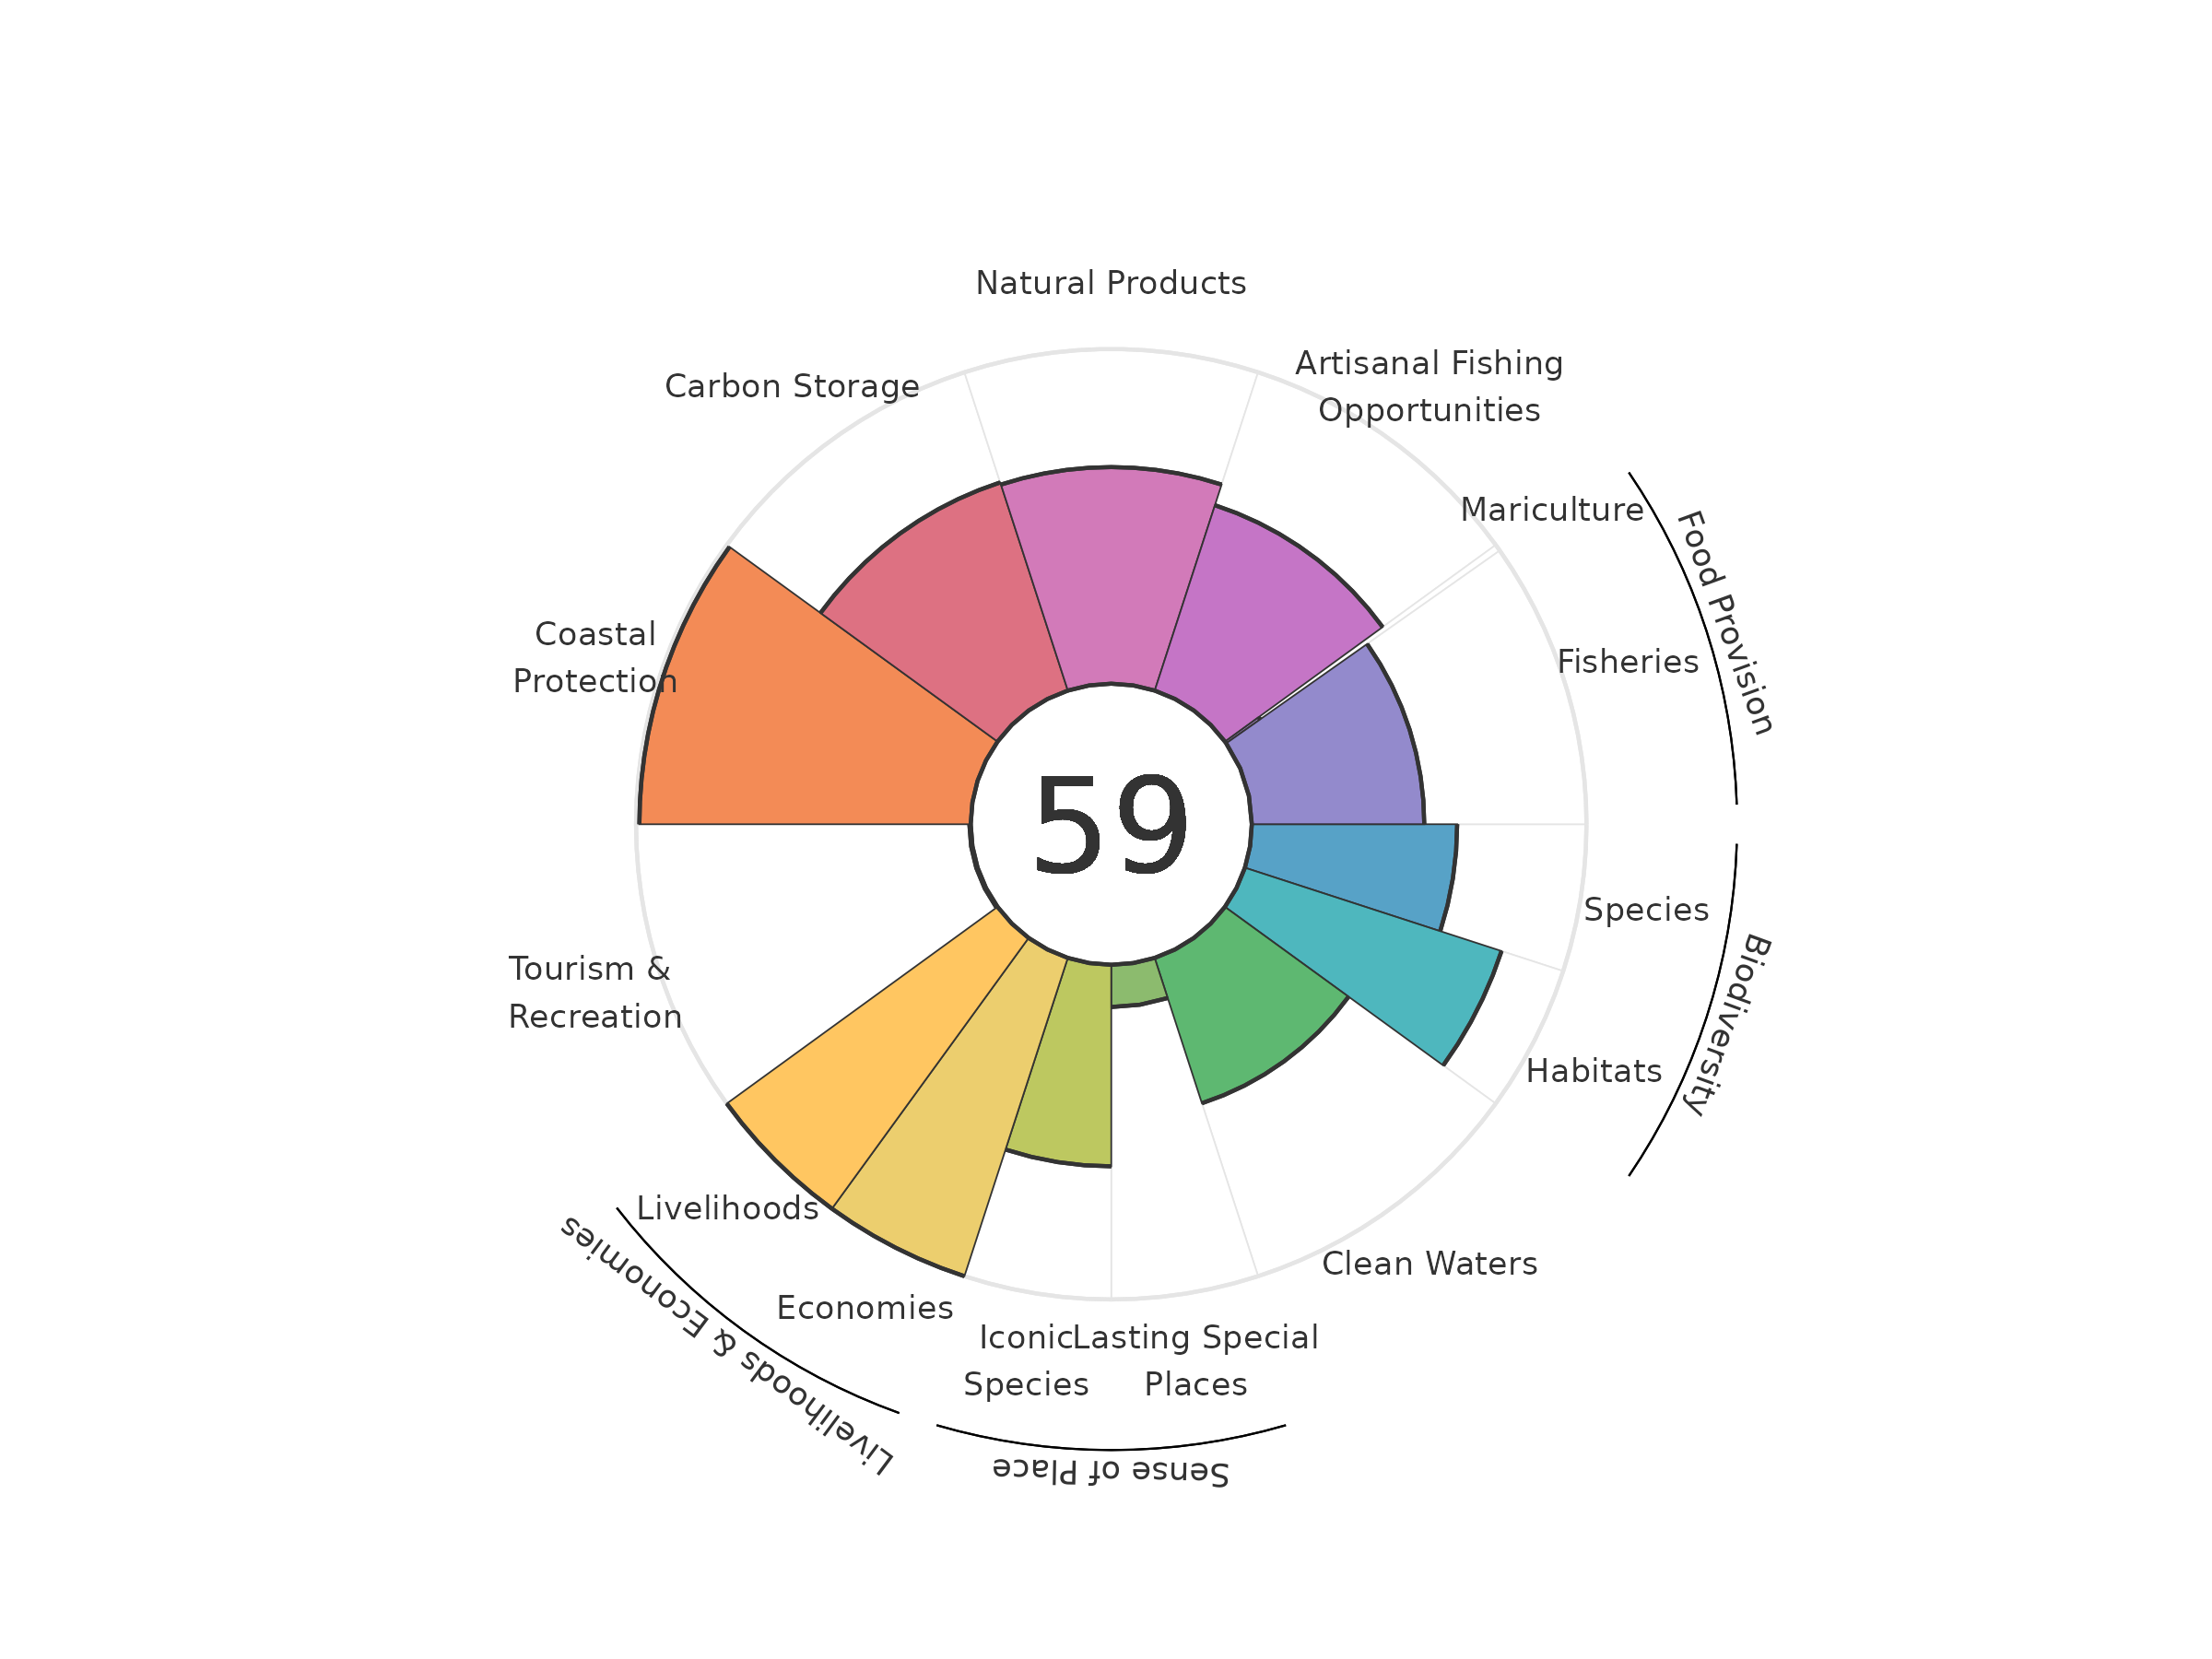 Natural Products
Artisanal Fishing
Opportunities
Carbon Storage
Mariculture
Food Provision
Fisheries
Coastal
Protection
59
Species
Biodiversity
Tourism &
Recreation
Habitats
Livelihoods
Clean Waters
Economies
Livelihoods & Economies
Iconic
Species
Lasting Special
Places
Sense of Place